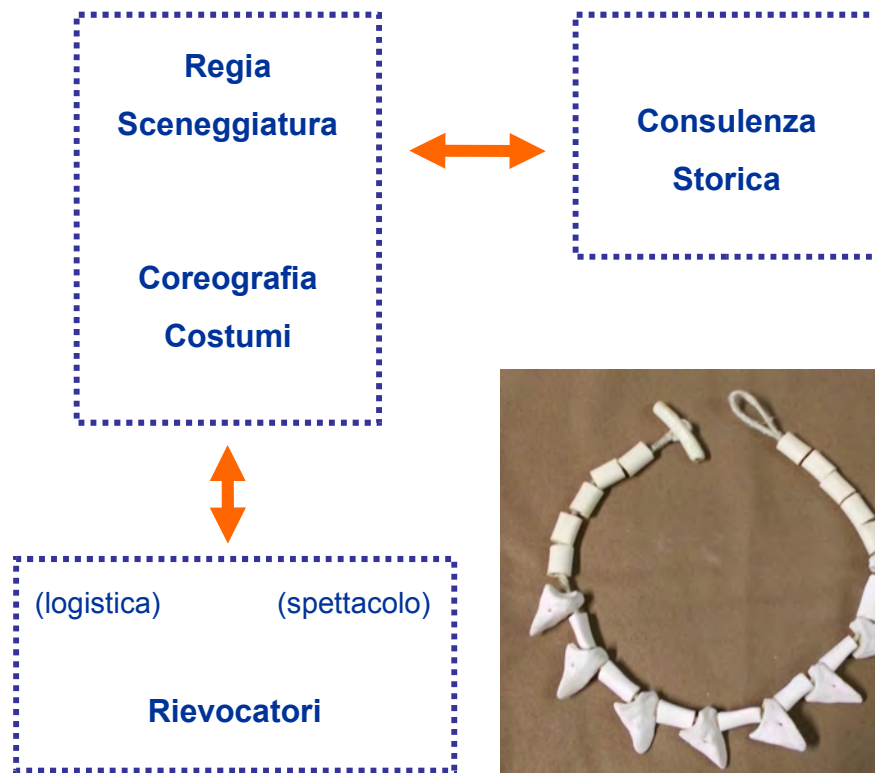 Regia
Sceneggiatura
Coreografia
Costumi
Consulenza
Storica
(logistica) (spettacolo)
Rievocatori